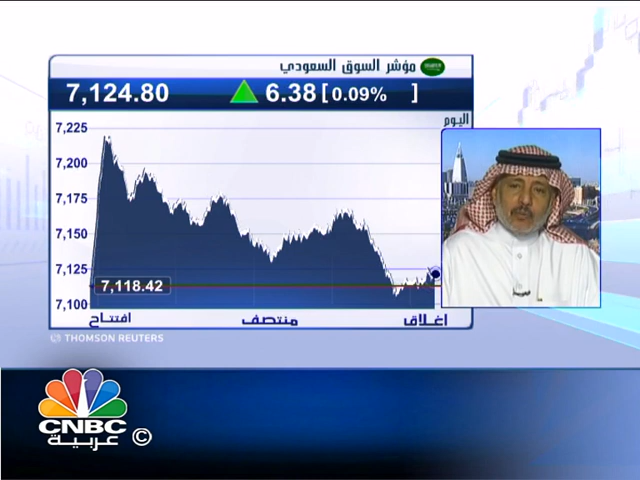 مؤشر السوق السعودي
7,124.80 6.38 [ 0.09% ]
اليوم
7,225
7,200
7,175
7,150
7,125
7,100
7,118.42
افتتاح منتصف اغلاق
THOMSON REUTERS
CNBC
عربية ©